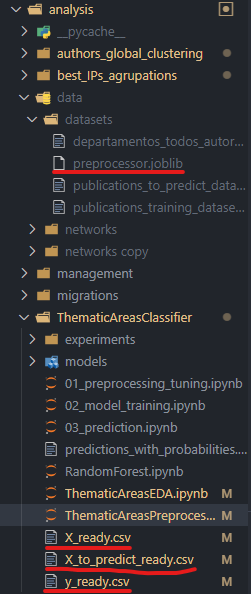 analysis
__pycache__
authors_global_clustering
best_IPs_agrupations
data
datasets
departamentos_todos_autor...
preprocessor.joblib
publications_to_predict_data...
publications_training_datase...
networks
networks copy
management
migrations
ThematicAreasClassifier
experiments
models
01_preprocessing_tuning.ipynb
02_model_training.ipynb
03_prediction.ipynb
predictions_with_probabilities....
RandomForest.ipynb
ThematicAreasEDA.ipynb M
ThematicAreasPreproces... M
X_ready.csv M
X_to_predict_ready.csv M
y_ready.csv M